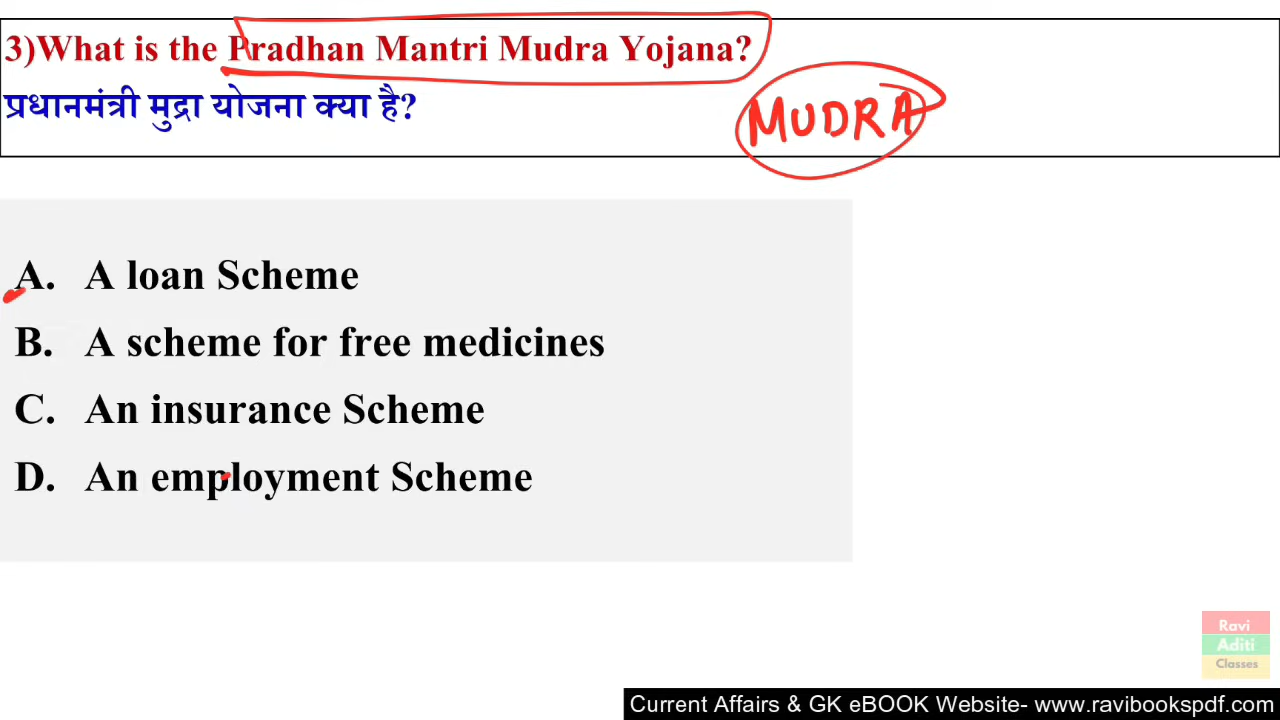 3)What is the Pradhan Mantri Mudra Yojana?
प्रधानमंत्री मुद्रा योजना क्या है?
MUDRA
A. A loan Scheme
B. A scheme for free medicines
C. An insurance Scheme
D. An employment Scheme
Ravi
Aditi
Classes
Current Affairs & GK eBOOK Website- www.ravibookspdf.com